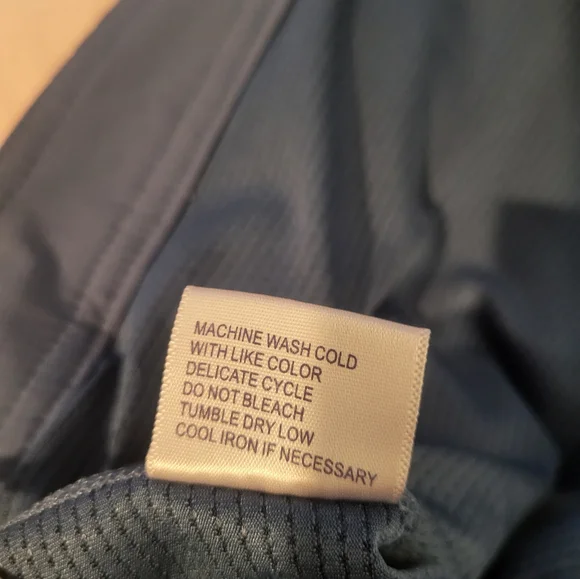 MACHINE WASH COLD
WITH LIKE COLOR
DELICATE CYCLE
DO NOT BLEACH
TUMBLE DRY LOW
COOL IRON IF NECESSARY